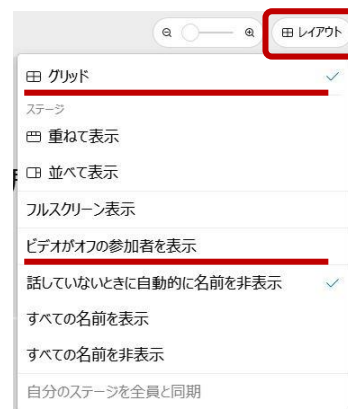 レイアウト
グリッド
ステージ
重ねて表示
並べて表示
フルスクリーン表示
ビデオがオフの参加者を表示
話していないときに自動的に名前を非表示
すべての名前を表示
すべての名前を非表示
自分のステージを全員と同期